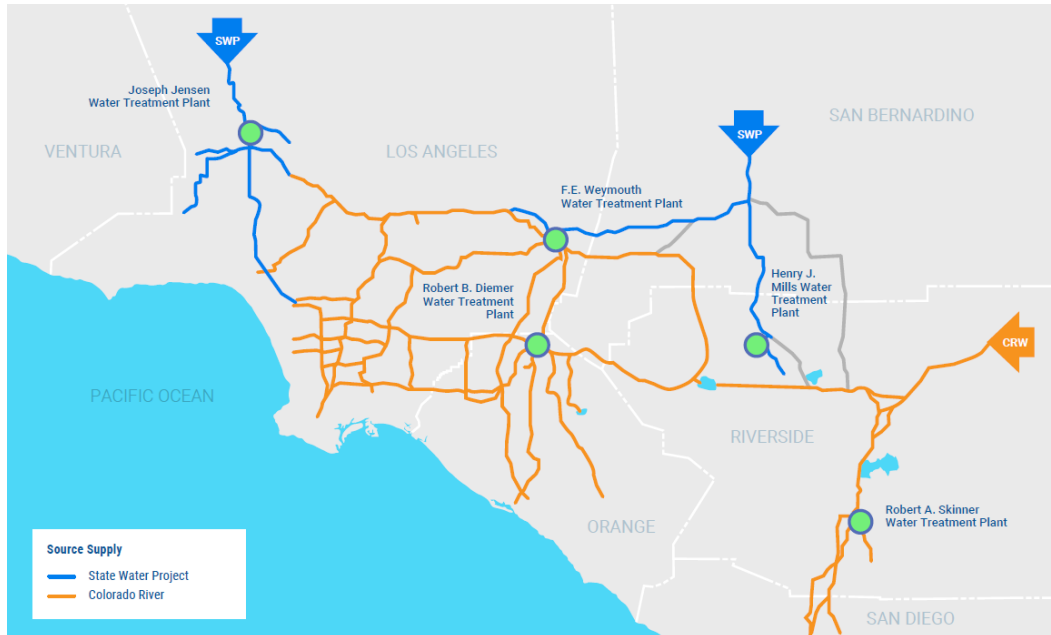 SWP
Joseph Jensen
Water Treatment Plant
VENTURA
LOS ANGELES
SWP
SAN BERNARDINO
F.E. Weymouth
Water Treatment Plant
Robert B. Diemer
Water Treatment
Plant
Henry J.
Mills Water
Treatment
Plant
CRW
PACIFIC OCEAN
RIVERSIDE
ORANGE
Robert A. Skinner
Water Treatment Plant
SAN DIEGO
Source Supply
State Water Project
Colorado River